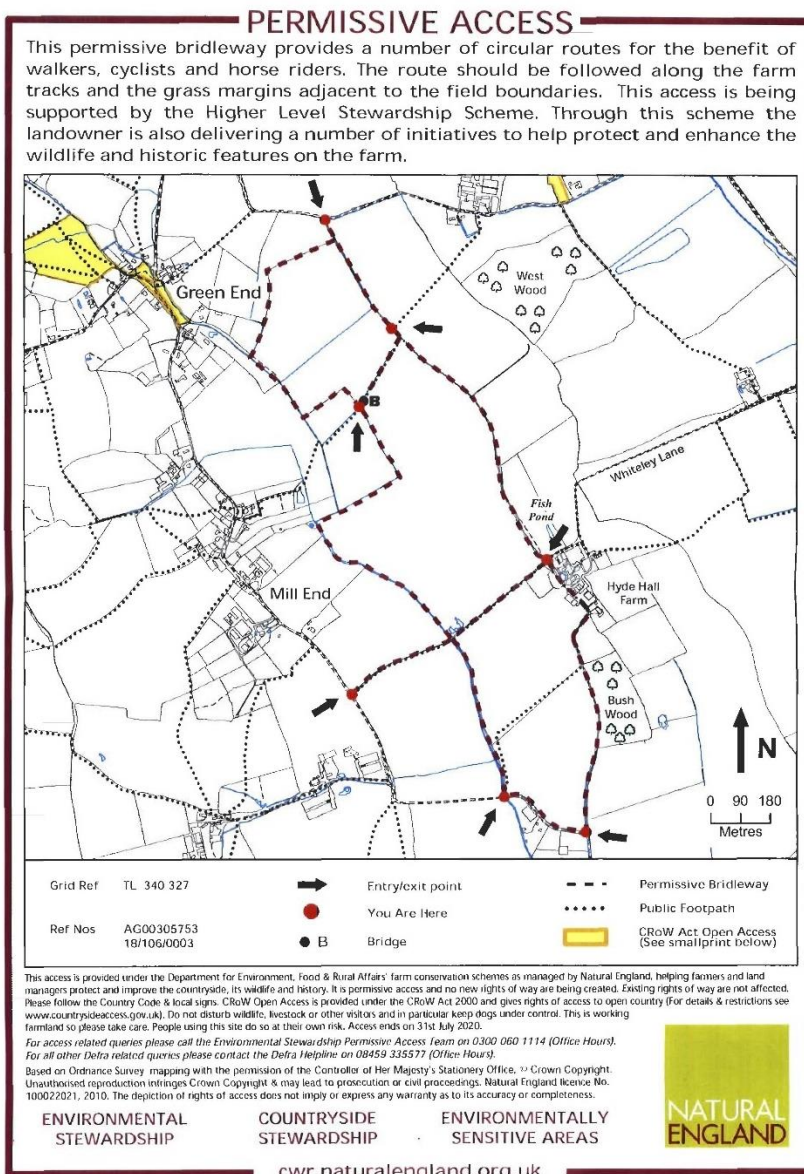 PERMISSIVE ACCESS
This permissive bridleway provides a number of circular routes for the benefit of
walkers, cyclists and horse riders. The route should be followed along the farm
tracks and the grass margins adjacent to the field boundaries. This access is being
supported by the Higher Level Stewardship Scheme. Through this scheme the
landowner is also delivering a number of initiatives to help protect and enhance the
wildlife and historic features on the farm.
Green End
West
Wood
B
Whiteley Lane
Fish
Pond
Hyde Hall
Farm
Mill End
Bush
Wood
N
0 90 180
Metres
Grid Ref TL 340 327
Ref Nos AG00305753
18/106/0003
Entry/exit point
You Are Here
B Bridge
Permissive Bridleway
Public Footpath
CRoW Act Open Access
(See smallprint below)
This access is provided under the Department for Environment, Food & Rural Affairs' farm conservation schemes as managed by Natural England, helping farmers and land
managers protect and improve the countryside, its wildlife and history. It is permissive access and no new rights of way are being created. Existing rights of way are not affected.
Please follow the Country Code & local signs. CRoW Open Access is provided under the CRoW Act 2000 and gives rights of access to open country (For details & restrictions see
www.countrysideaccess.gov.uk). Do not disturb wildlife, livestock or other visitors and in particular keep dogs under control. This is working
farmland so please take care. People using this site do so at their own risk. Access ends on 31st July 2020.
For access related queries please call the Environmental Stewardship Permissive Access Team on 0300 060 1114 (Office Hours).
For all other Defra related queries please contact the Defra Helpline on 08459 335577 (Office Hours).
Based on Ordnance Survey mapping with the permission of the Controller of Her Majesty's Stationery Office, © Crown Copyright.
Unauthorised reproduction infringes Crown Copyright & may lead to prosecution or civil proceedings. Natural England licence No.
100022021, 2010. The depiction of rights of access does not imply or express any warranty as to its accuracy or completeness.
ENVIRONMENTAL
STEWARDSHIP
COUNTRYSIDE
STEWARDSHIP
ENVIRONMENTALLY
SENSITIVE AREAS
NATURAL
ENGLAND
cwr.naturalengland.org.uk